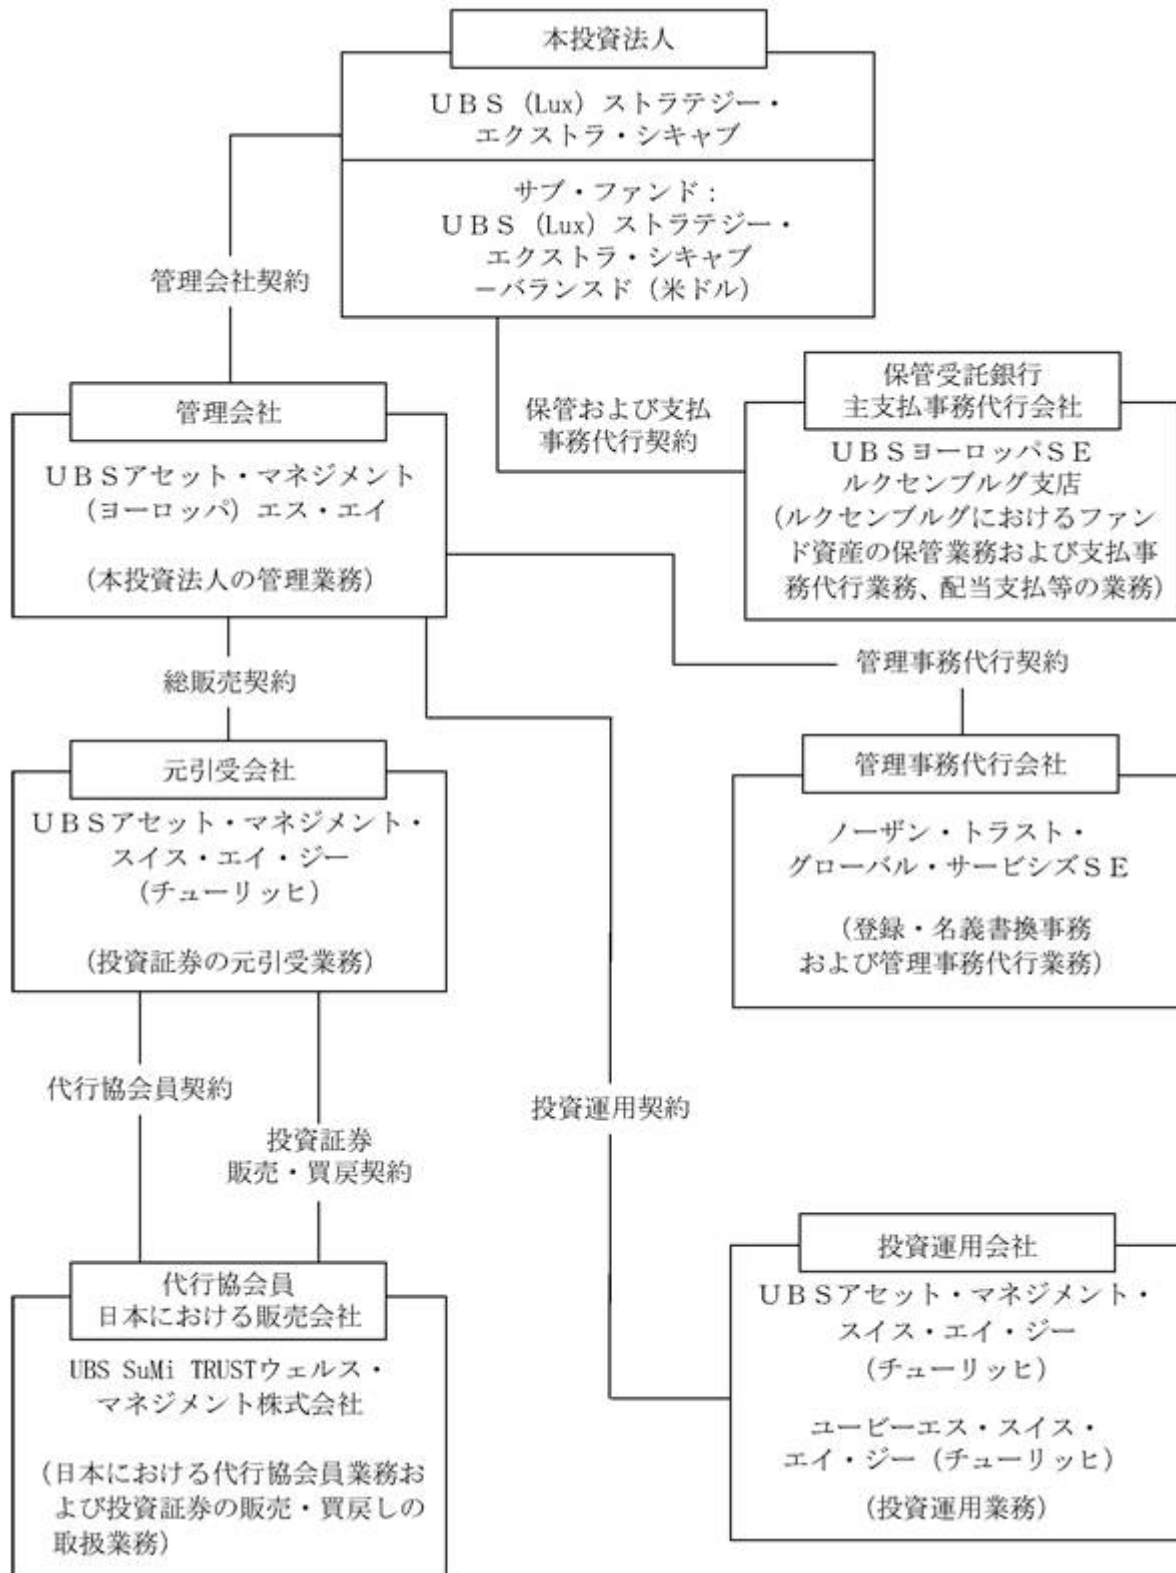 本投資法人
ＵＢＳ（Lux）ストラテジー・
エクストラ・シキャブ
サブ・ファンド：
ＵＢＳ（Lux）ストラテジー・
エクストラ・シキャブ
－バランスド（米ドル）
管理会社契約
保管および支払
事務代行契約
保管受託銀行
主支払事務代行会社
ＵＢＳヨーロッパＳＥ
ルクセンブルグ支店
（ルクセンブルグにおけるファン
ド資産の保管業務および支払事
務代行業務、配当支払等の業務）
管理会社
ＵＢＳアセット・マネジメント
（ヨーロッパ）エス・エイ
（本投資法人の管理業務）
総販売契約
管理事務代行契約
元引受会社
ＵＢＳアセット・マネジメント・
スイス・エイ・ジー
（チューリッヒ）
（投資証券の元引受業務）
管理事務代行会社
ノーザン・トラスト・
グローバル・サービシズＳＥ
（登録・名義書換事務
および管理事務代行業務）
代行協会員契約
投資証券
販売・買戻契約
投資運用契約
代行協会員
日本における販売会社
UBS SuMi TRUSTウェルス・
マネジメント株式会社
（日本における代行協会員業務お
よび投資証券の販売・買戻しの
取扱業務）
投資運用会社
ＵＢＳアセット・マネジメント・
スイス・エイ・ジー
（チューリッヒ）
ユービーエス・スイス・
エイ・ジー（チューリッヒ）
（投資運用業務）